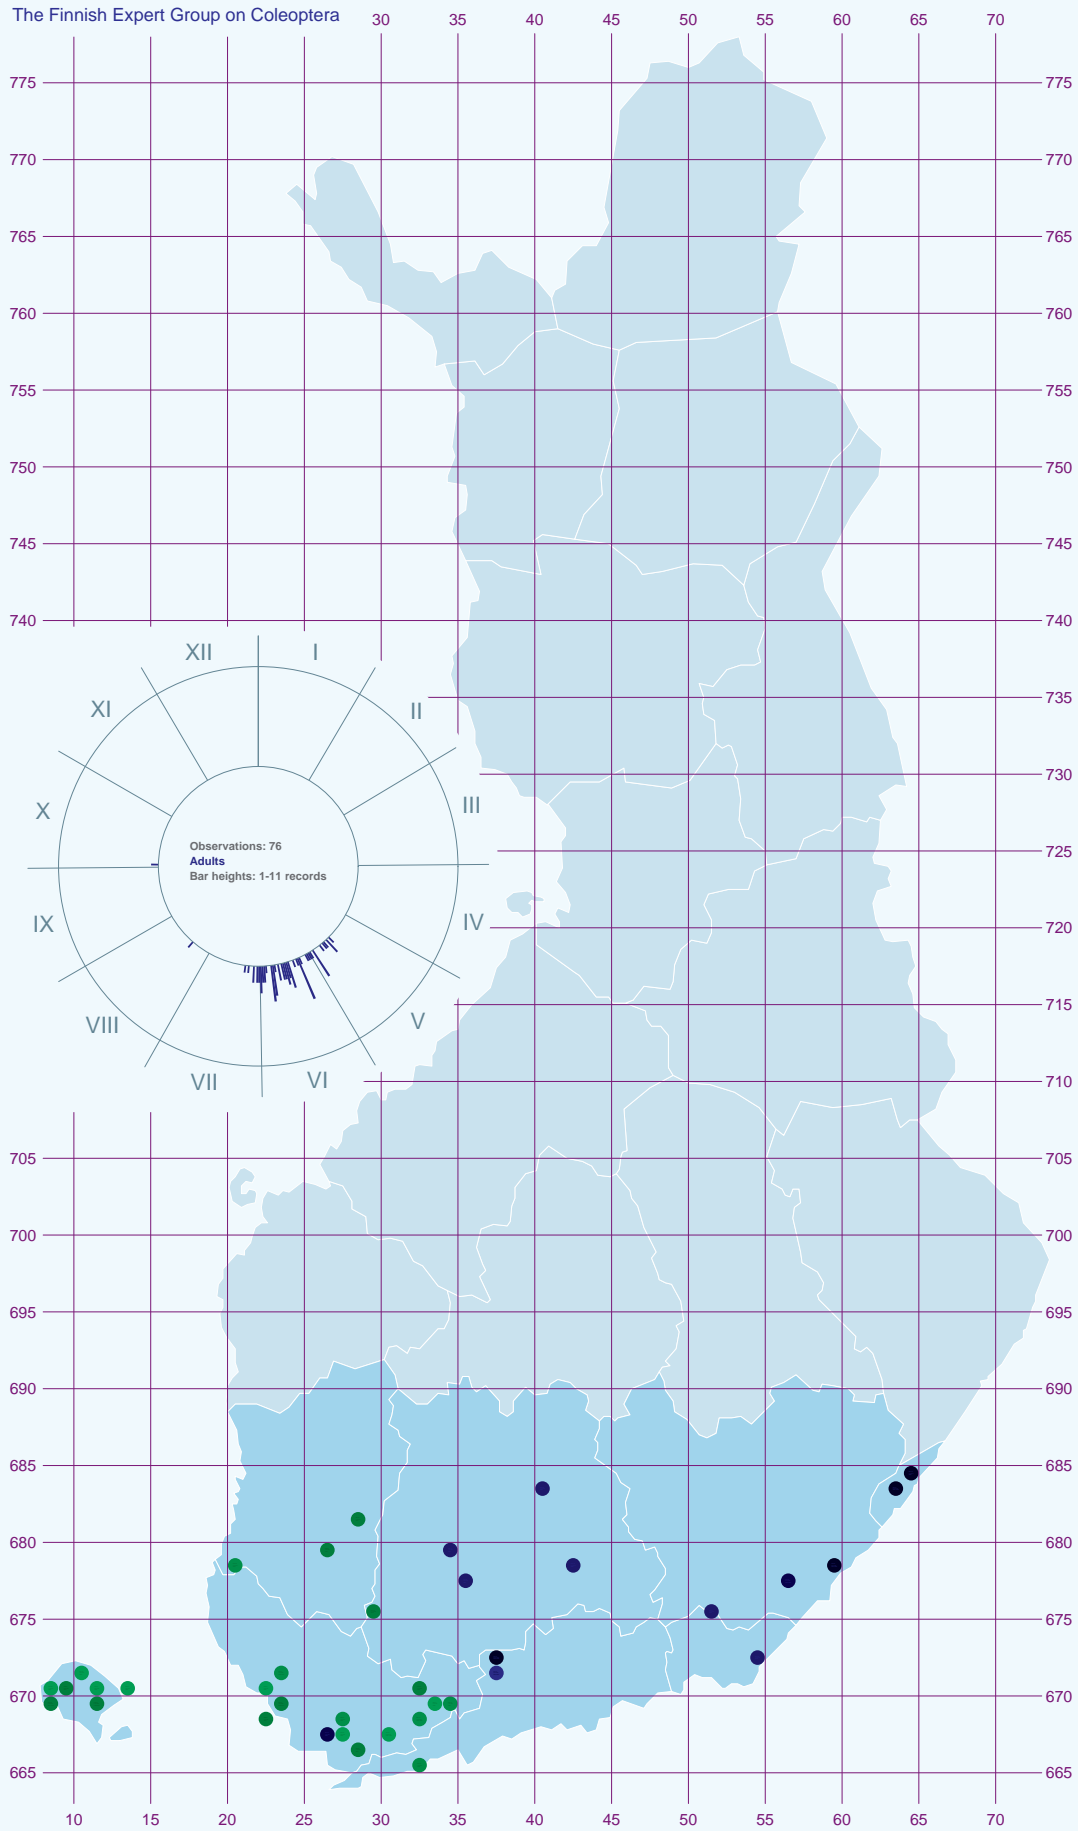 The Finnish Expert Group on Coleoptera
30 35 40 45 50 55 60 65 70
775 775
770 770
765 765
760 760
755 755
750 750
745 745
740 740
XII I
XI II
735
730
X III
725
Observations: 76
Adults
Bar heights: 1-11 records
IX IV
720
VIII V
715
VII VI
710
705 705
700 700
695 695
690 690
685 685
680 680
675 675
670 670
665 665
10 15 20 25 30 35 40 45 50 55 60 65 70